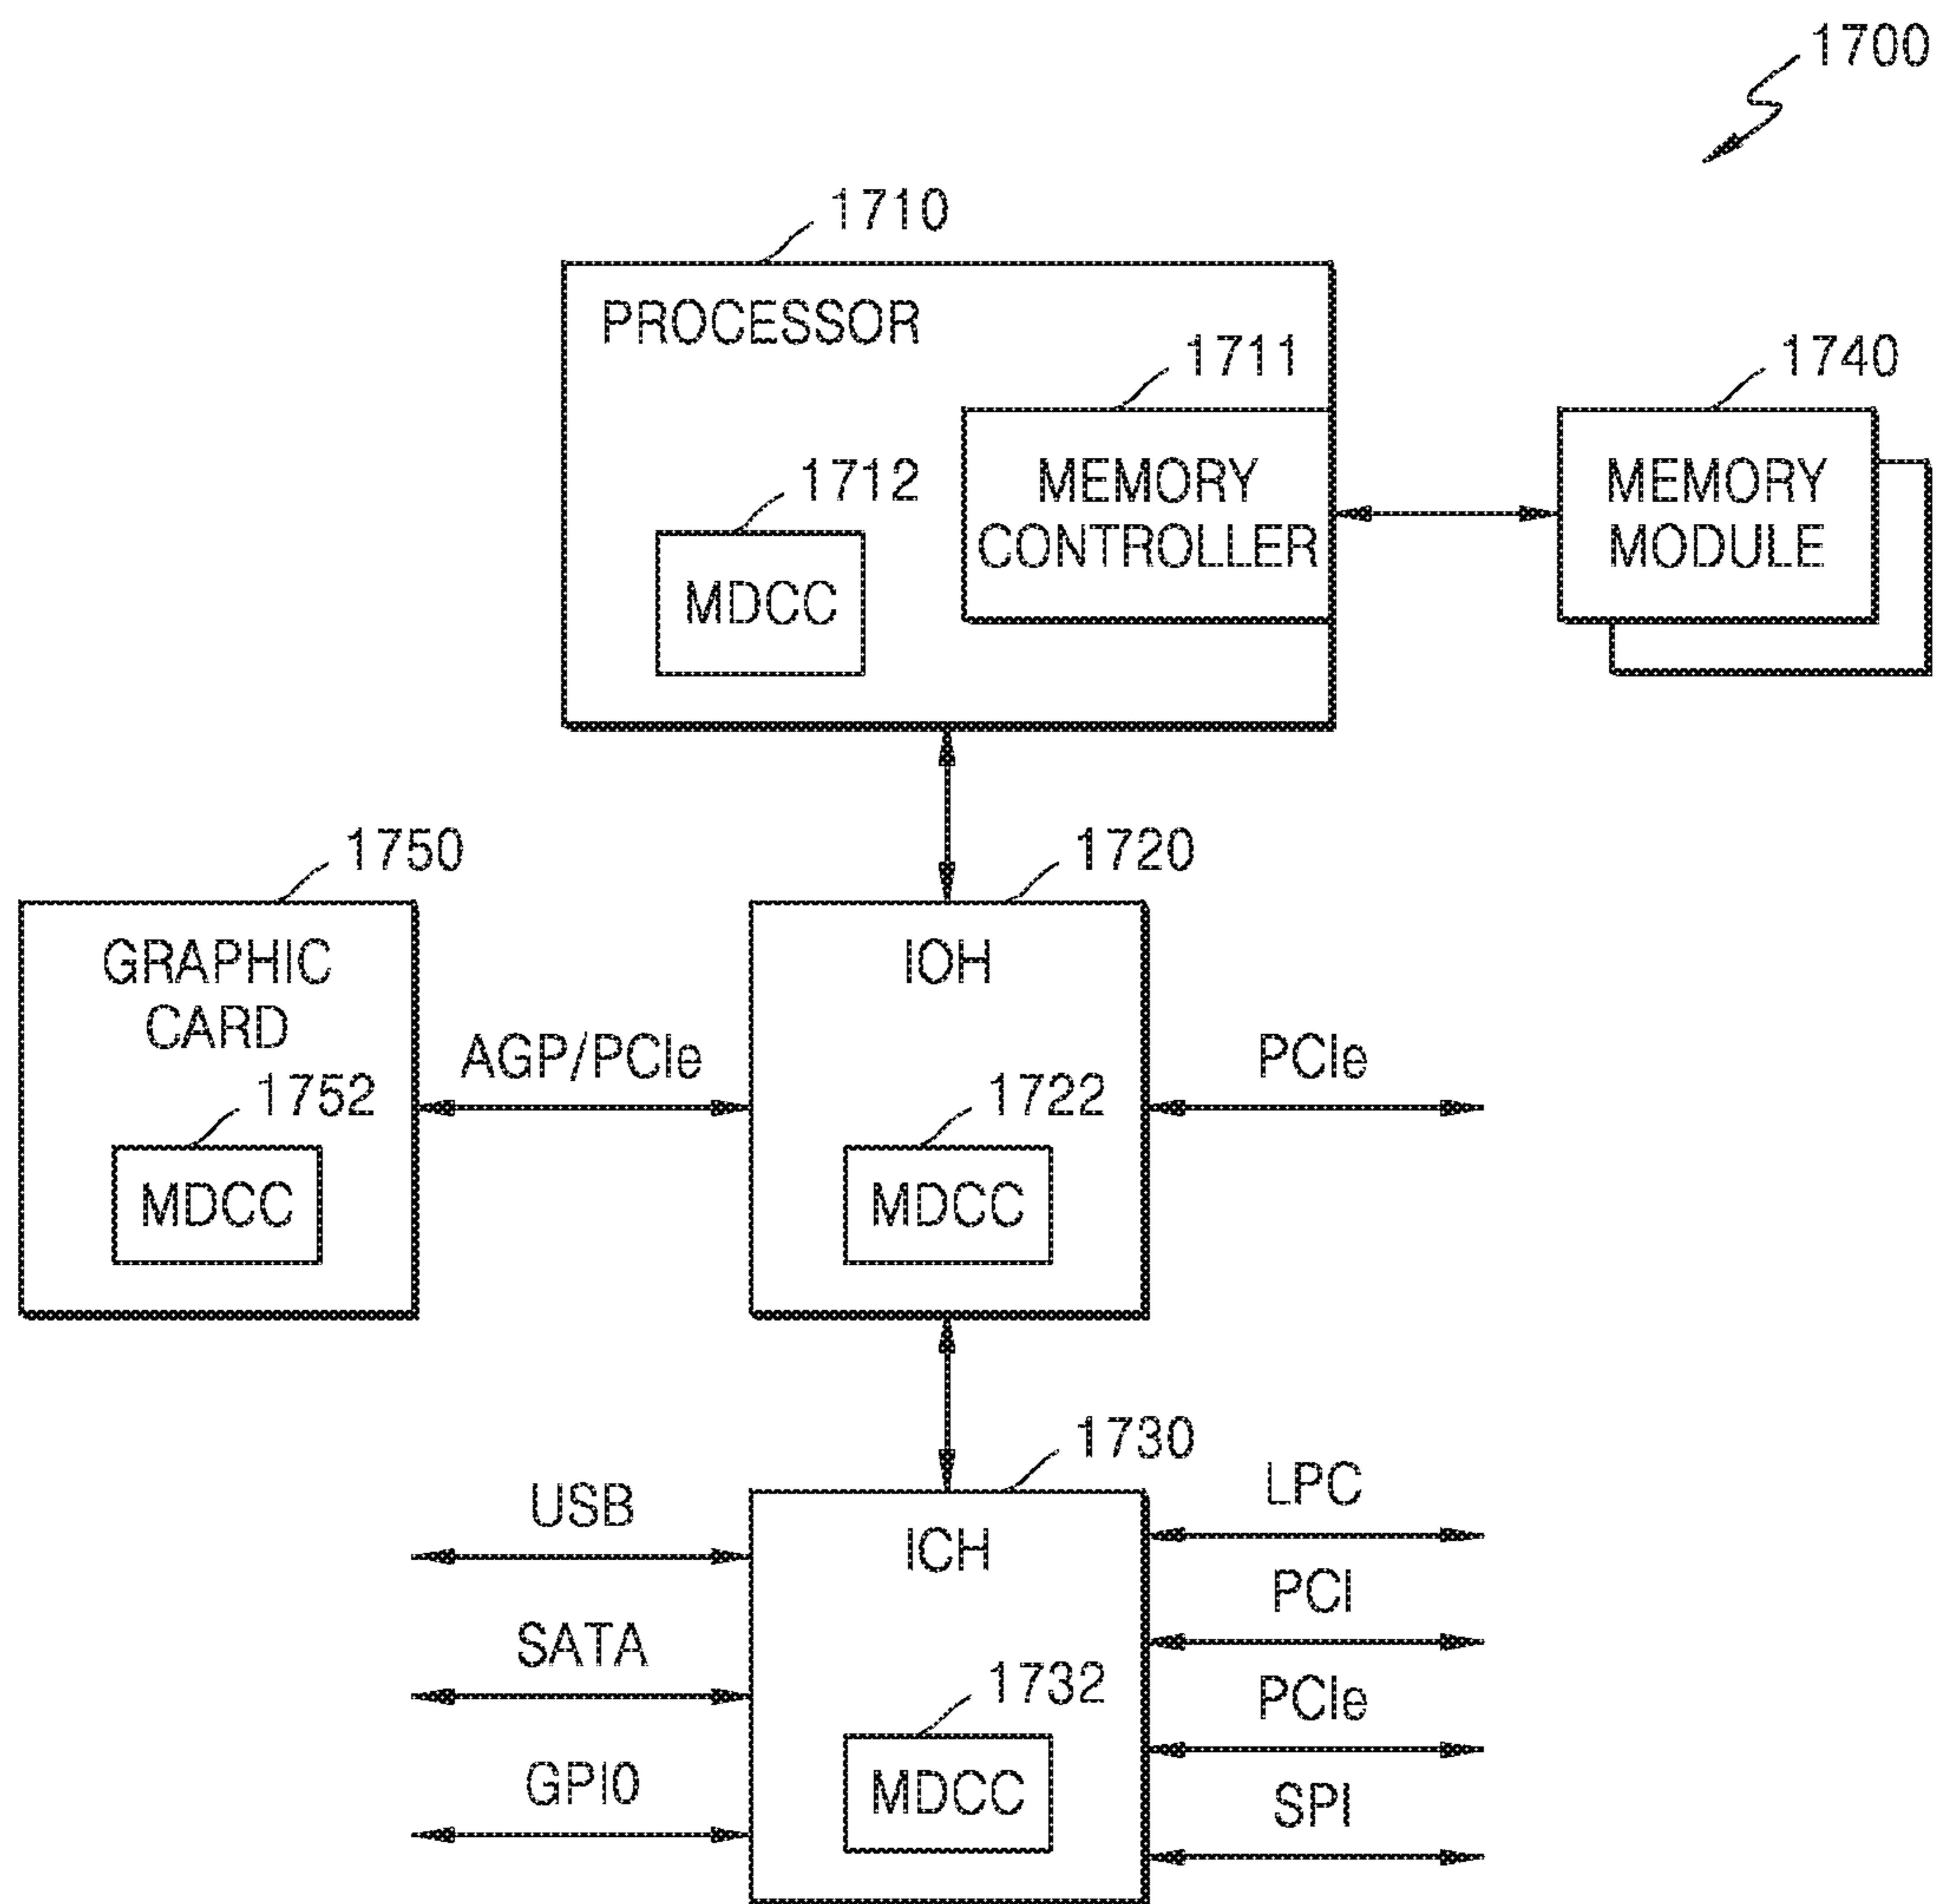 1700
1710
PROCESSOR
1711
1740
1712
MEMORY
CONTROLLER
MEMORY
MODULE
MDCC
1750
1720
GRAPHIC
CARD
IOH
AGP/PCIe
PCIe
1752
1722
MDCC
MDCC
1730
USB
LPC
ICH
PCI
SATA
1732
PCIe
GPIO
MDCC
SPI